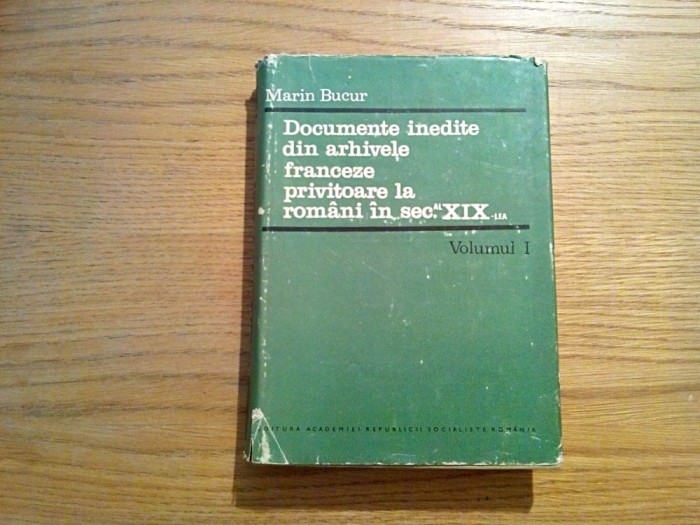 Marin Bucur
Documente inedite
din arhivele
franceze
privitoare la
români în sec. AL XIX-LEA
Volumul I
EDITURA ACADEMIEI REPUBLICII SOCIALISTE ROMÂNIA